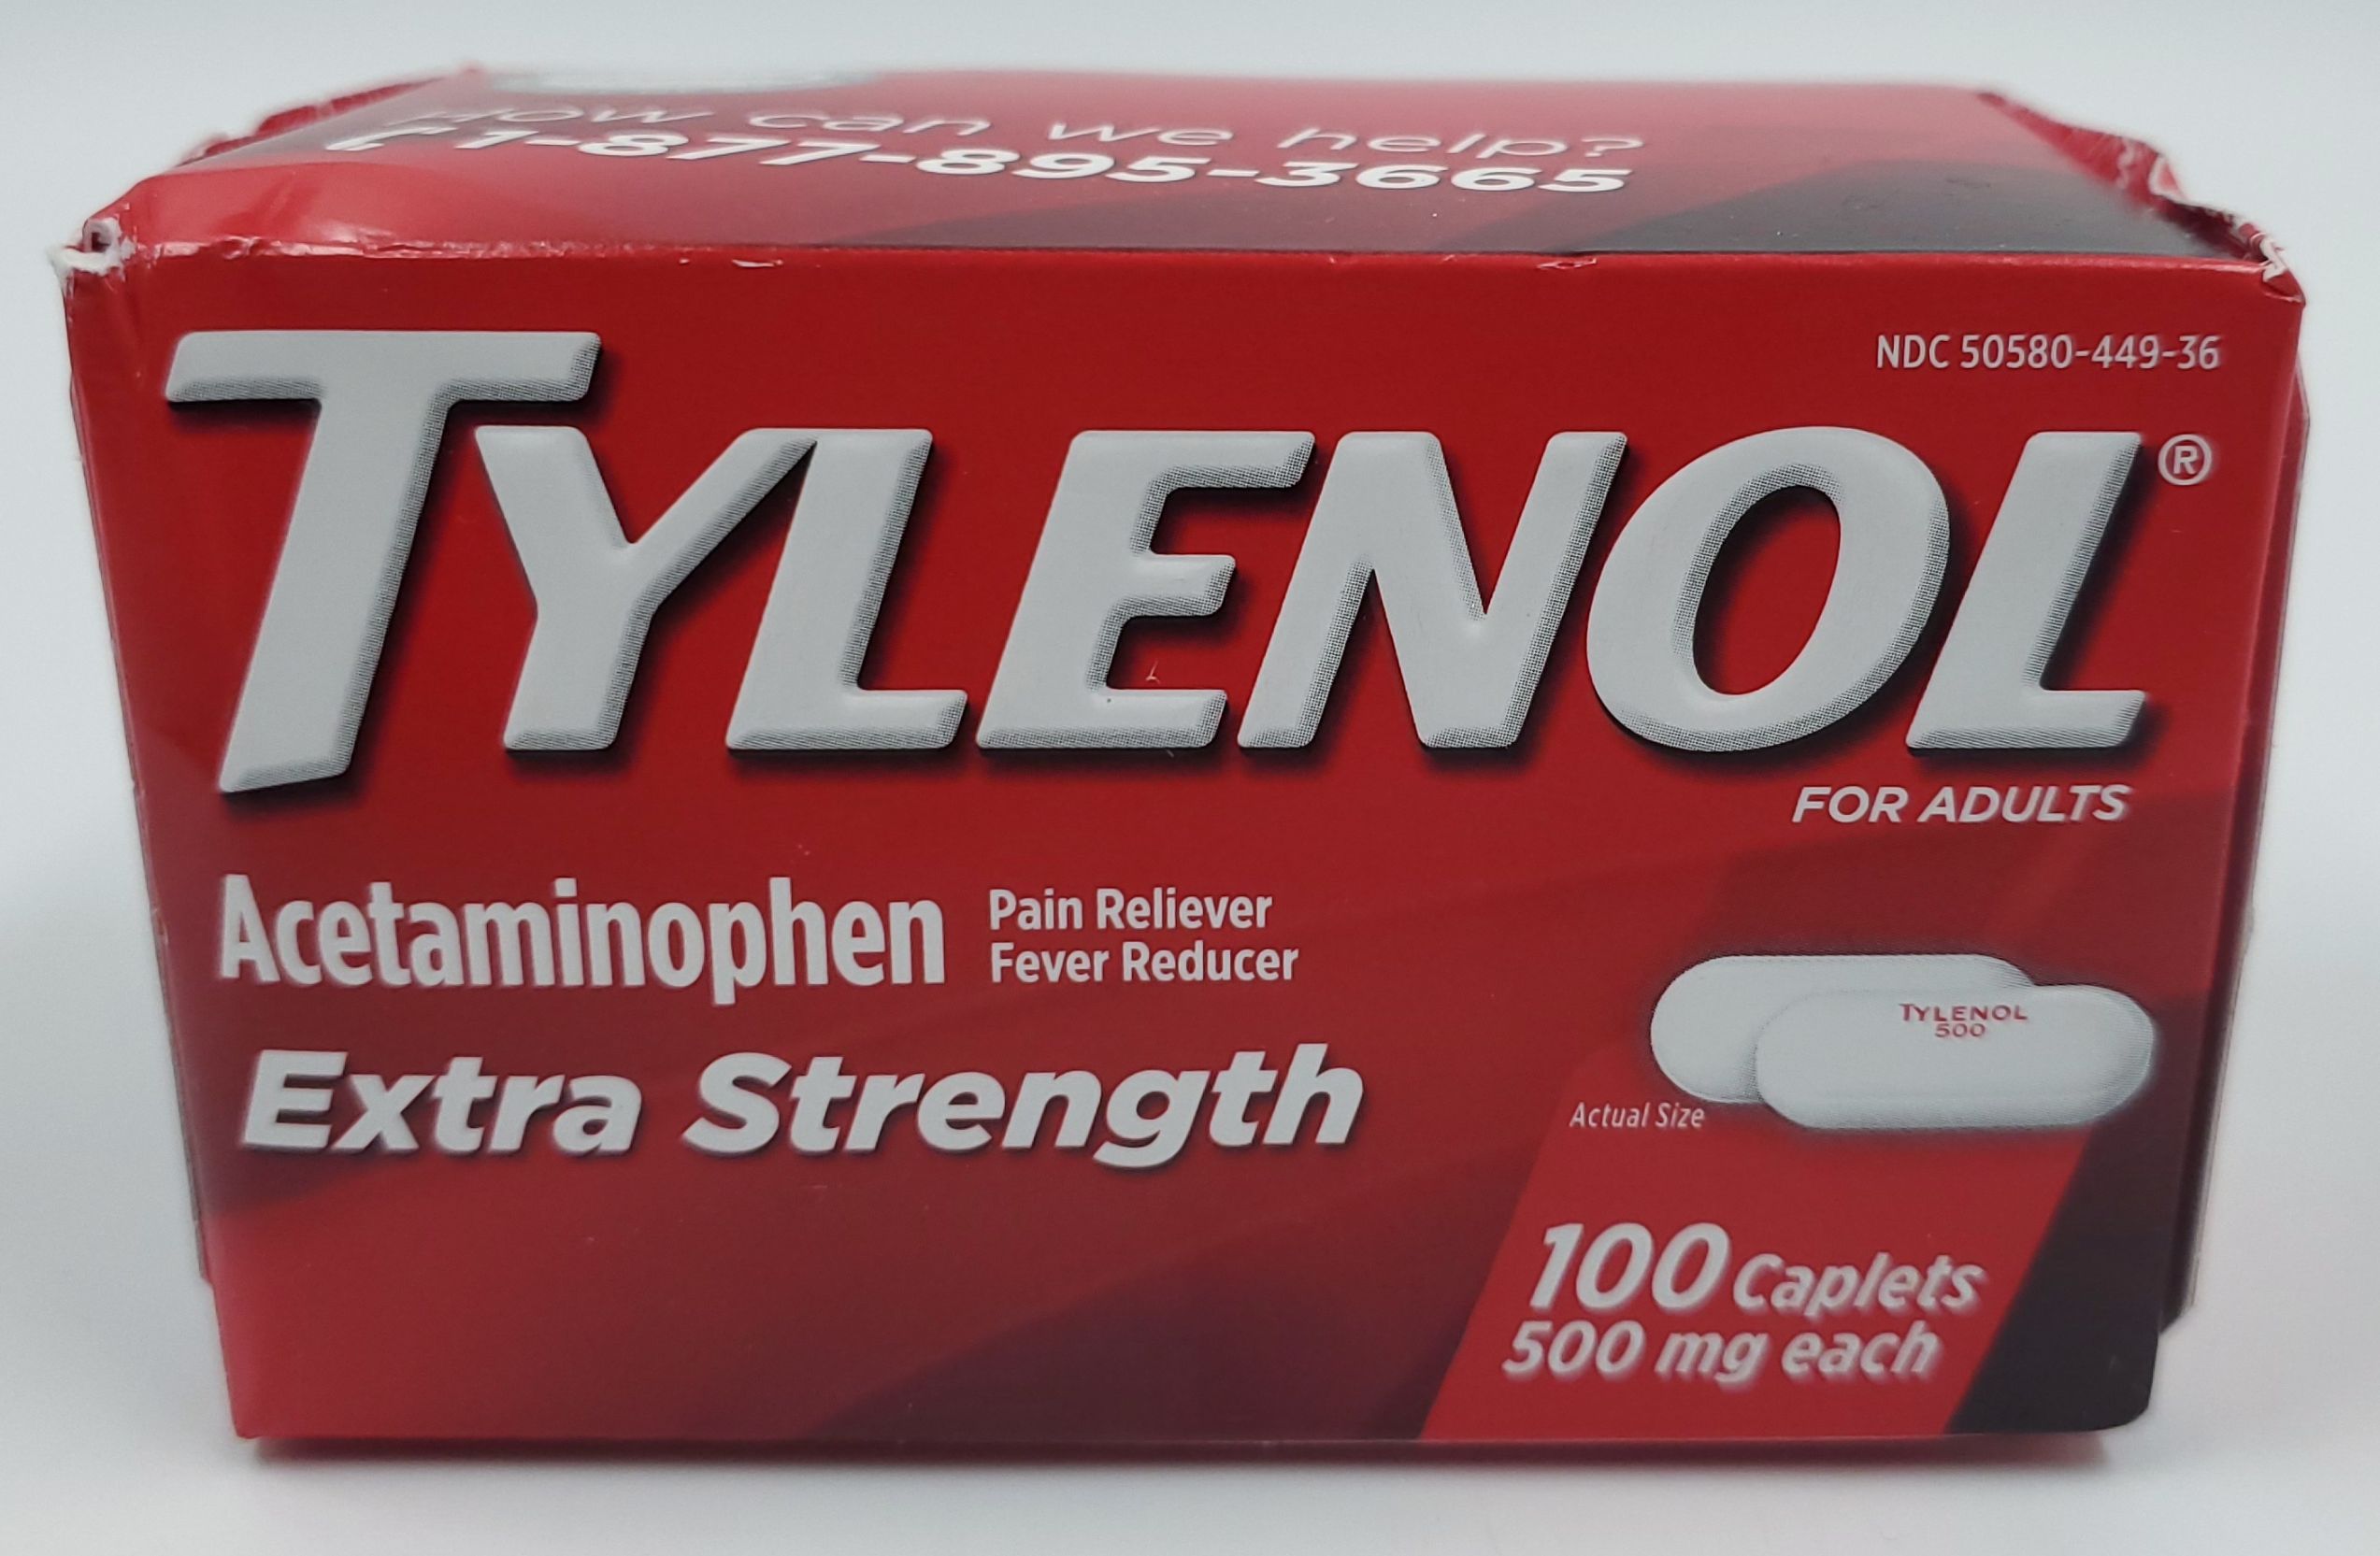 How can we help?
1-877-895-3665
NDC 50580-449-36
TYLENOL®
FOR ADULTS
Acetaminophen
Pain Reliever
Fever Reducer
Extra Strength
TYLENOL
500
Actual Size
100 Caplets
500 mg each